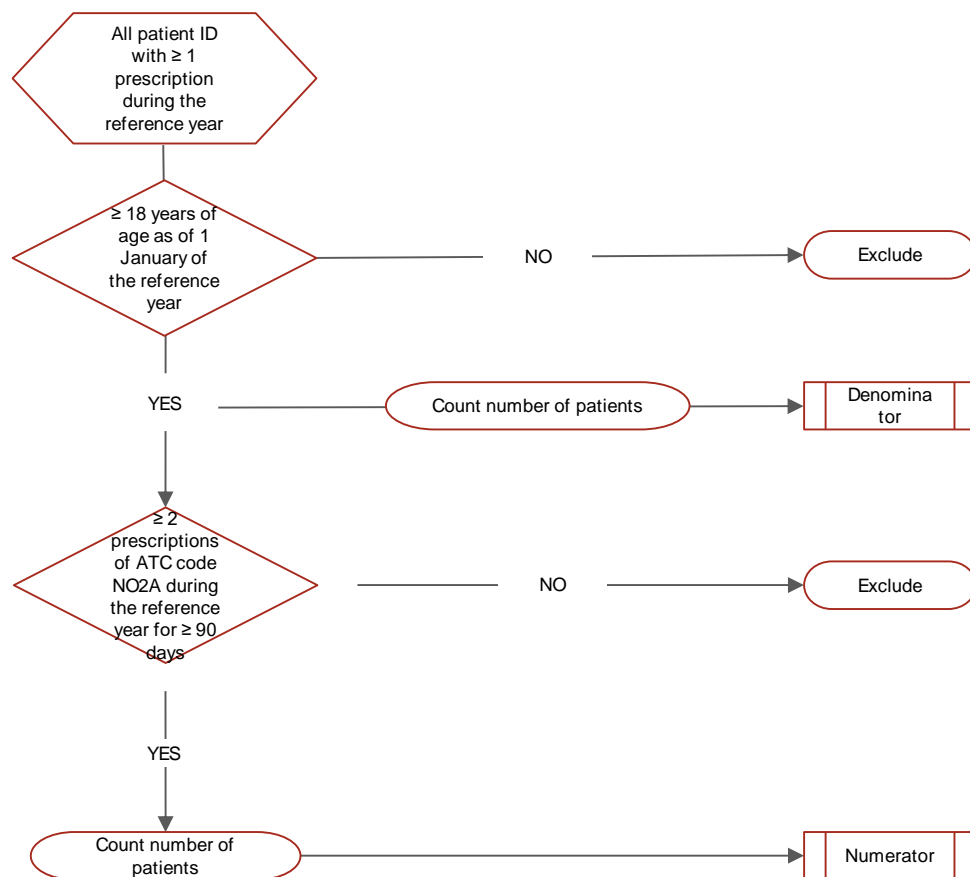 All patient ID
with ≥ 1
prescription
during the
reference year
≥ 18 years of
age as of 1
January of
the reference
year
NO
Exclude
YES
Count number of patients
Denomina
tor
≥ 2
prescriptions
of ATC code
NO2A during
the reference
year for ≥ 90
days
NO
Exclude
YES
Count number of
patients
Numerator